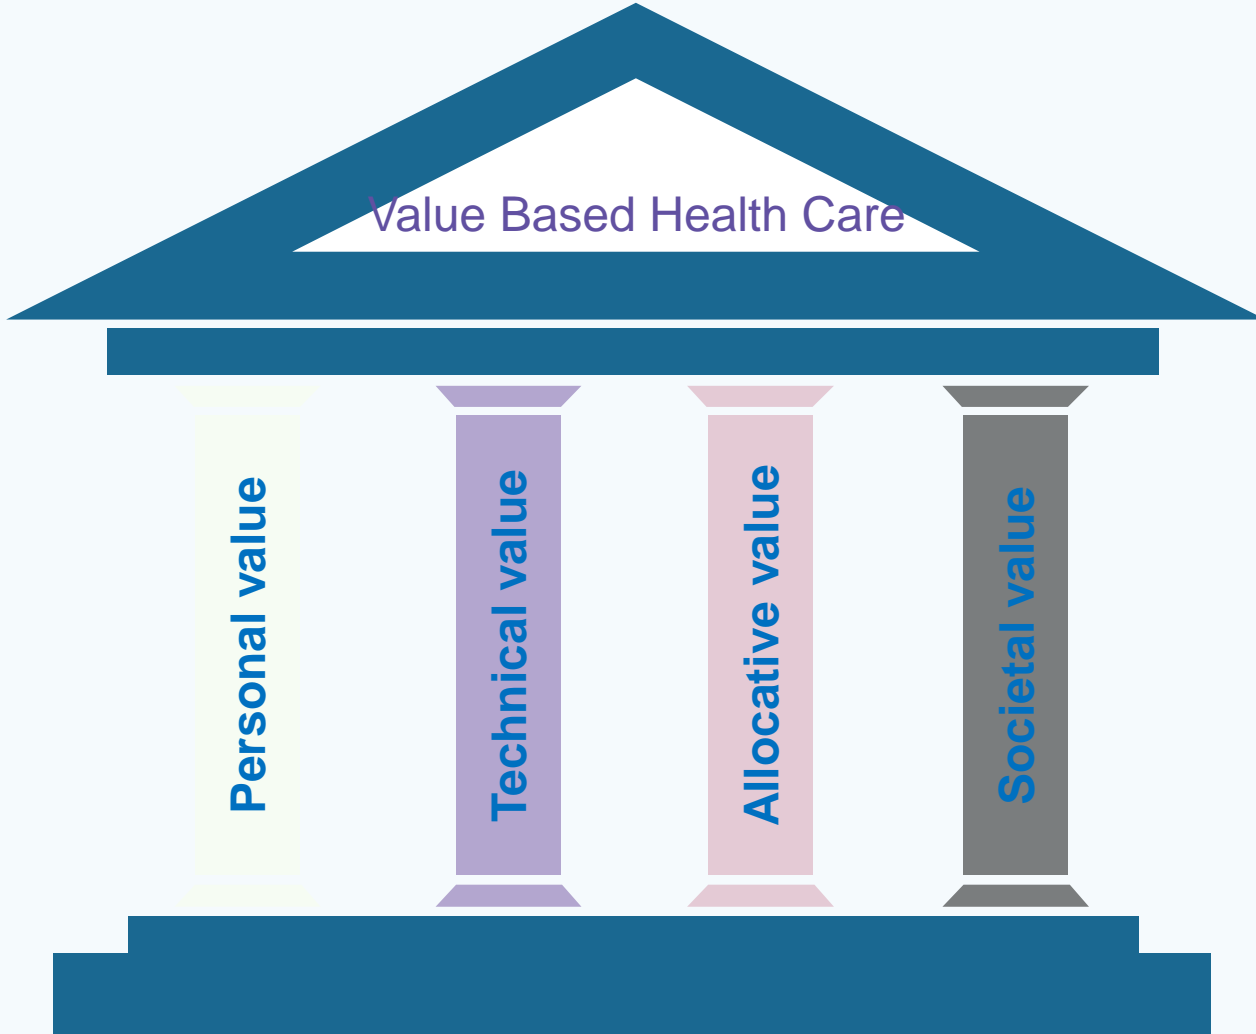 Value Based Health Care
Personal value
Technical value
Allocative value
Societal value